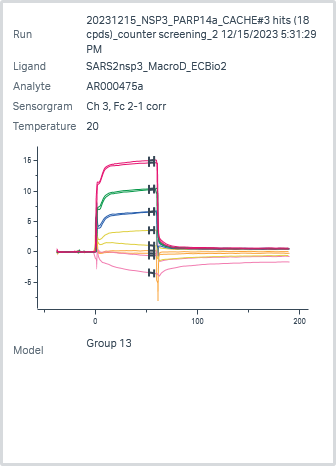 Run
20231215_NSP3_PARP14a_CACHE#3 hits (18
cpds)_counter screening_2 12/15/2023 5:31:29
PM
Ligand SARS2nsp3_MacroD_ECBio2
Analyte AR000475a
Sensorgram Ch 3, Fc 2-1 corr
Temperature 20
15
10
5
0
-5
0 100 200
Model Group 13